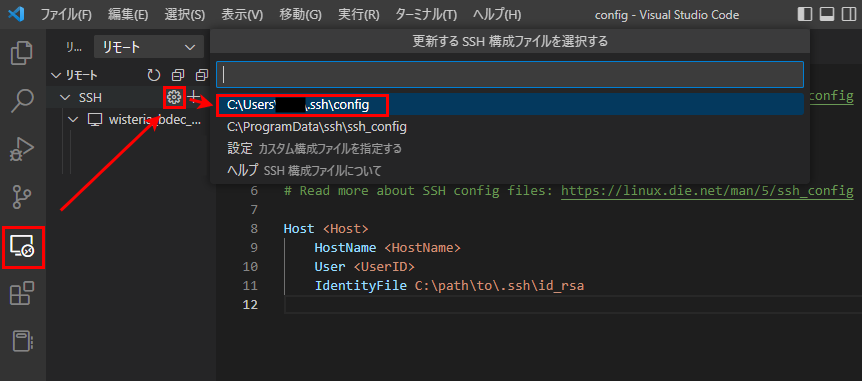 ファイル(F) 編集(E) 選択(S) 表示(V) 移動(G) 実行(R) ターミナル(T) ヘルプ(H) config - Visual Studio Code
リ... リモート
更新する SSH 構成ファイルを選択する
リモート
SSH
C:\Users\ \.ssh\config
config
wisteria_bdec_...
C:\ProgramData\ssh\ssh_config
設定 カスタム構成ファイルを指定する
ヘルプ SSH 構成ファイルについて
6 # Read more about SSH config files: https://linux.die.net/man/5/ssh_config
7
8 Host <Host>
9 HostName <HostName>
10 User <UserID>
11 IdentityFile C:\path\to\.ssh\id_rsa
12